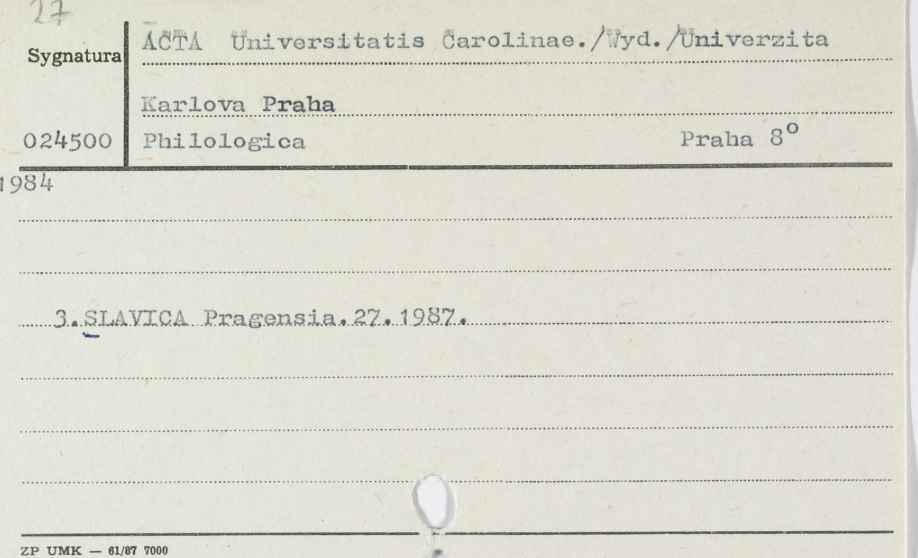 27
ACTA Universitatis Carolinae./Wyd./Univerzita
Sygnatura
Karlova Praha
024500 Philologica Praha 8°
1984
3.SLAVICA Pragensia.27.1987.
ZP UMK — 61/87 7000